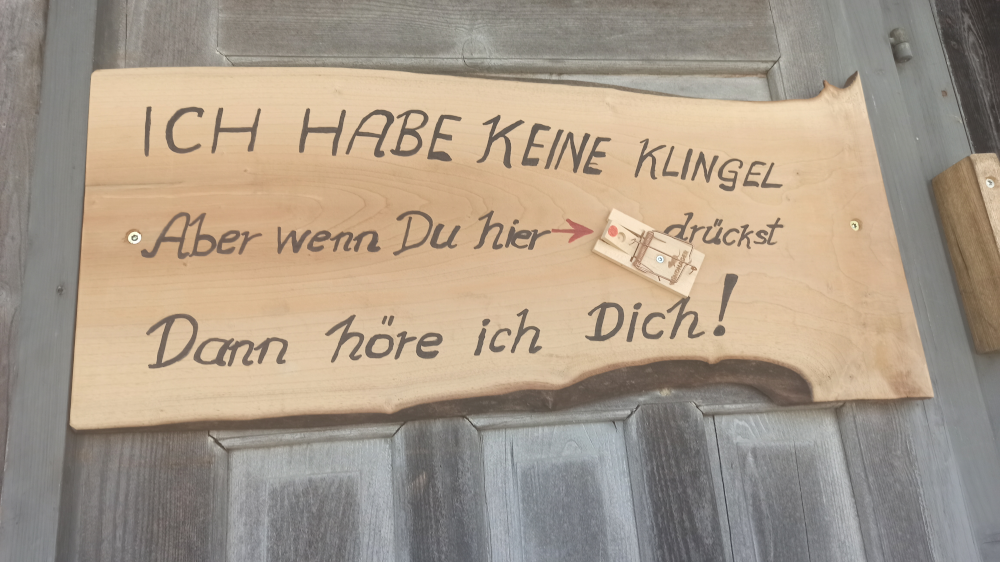 ICH HABE KEINE KLINGEL
Aber wenn Du hier drückst
Dann höre ich Dich!